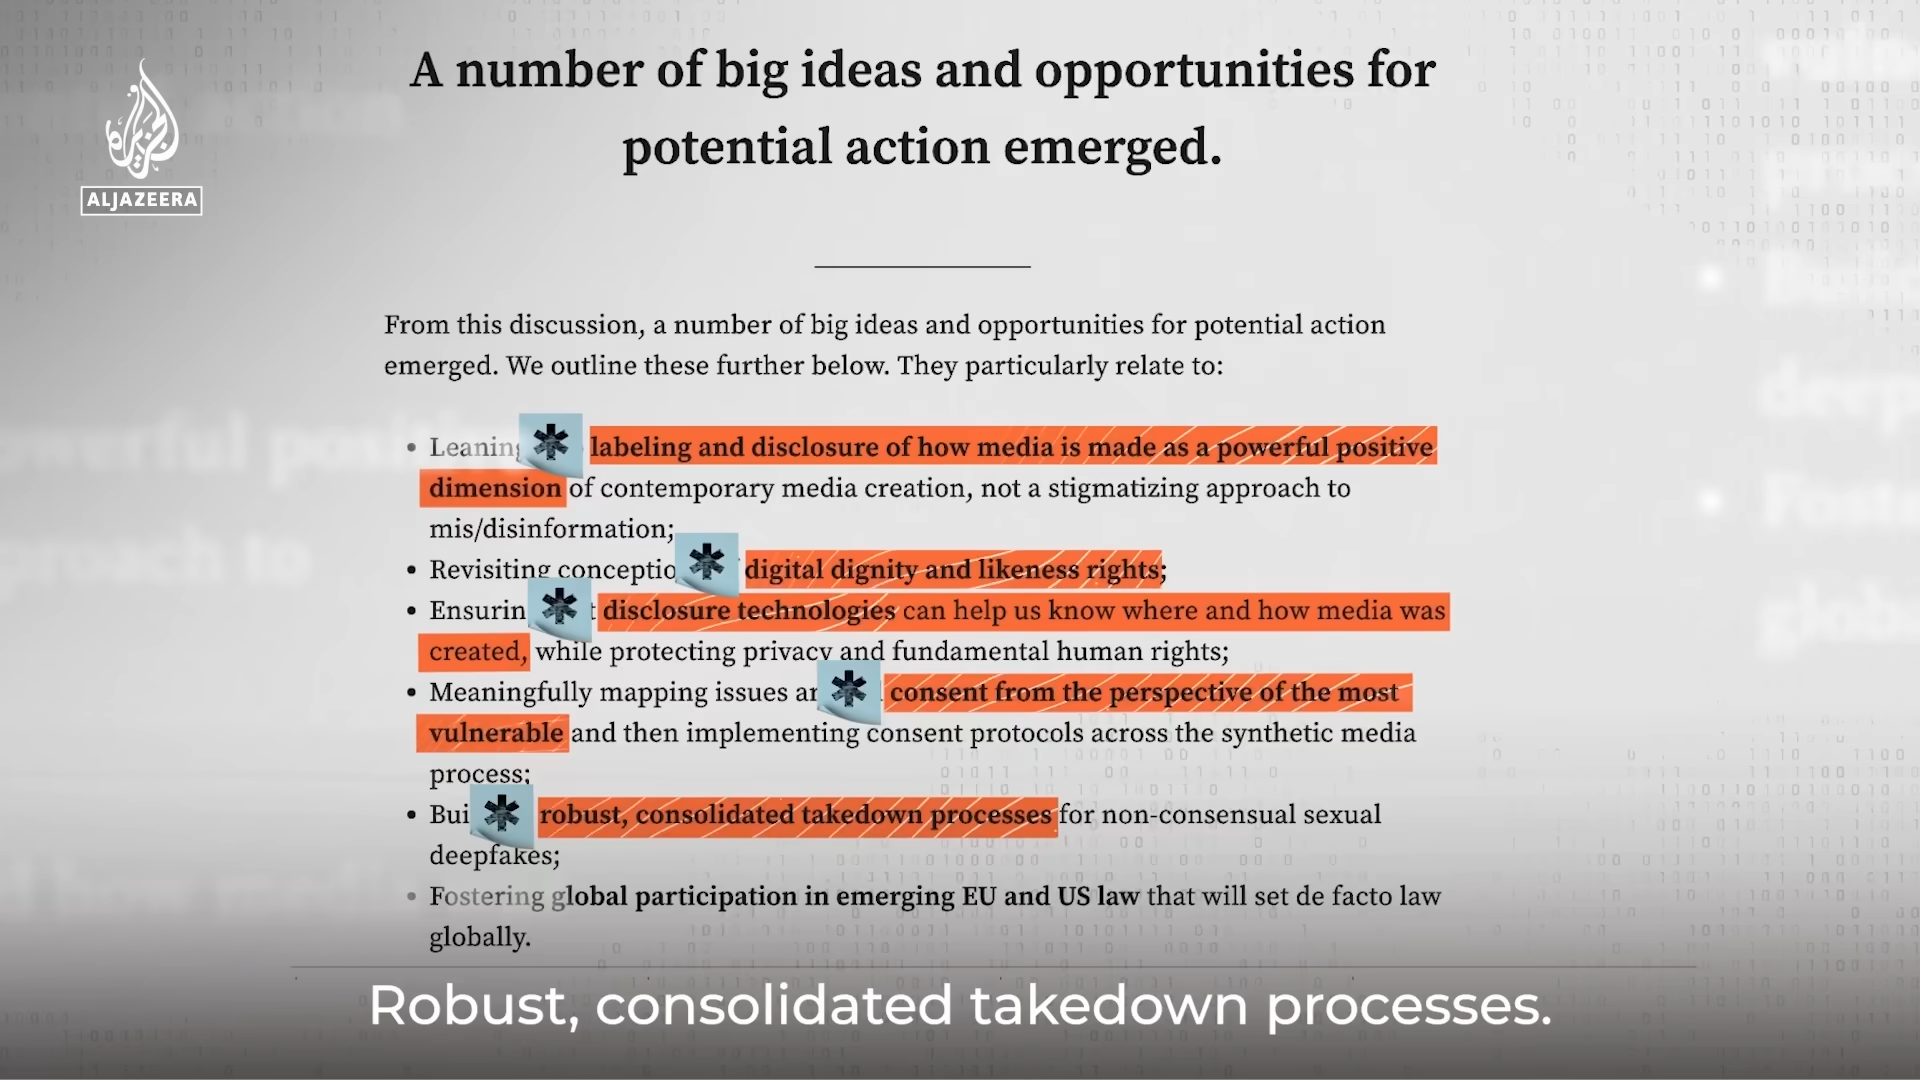 A number of big ideas and opportunities for
potential action emerged.
ALJAZEERA
From this discussion, a number of big ideas and opportunities for potential action
emerged. We outline these further below. They particularly relate to:
• Leaning labeling and disclosure of how media is made as a powerful positive
dimension of contemporary media creation, not a stigmatizing approach to
mis/disinformation;
• Revisiting conceptio digital dignity and likeness rights;
• Ensurin t disclosure technologies can help us know where and how media was
created, while protecting privacy and fundamental human rights;
• Meaningfully mapping issues ar consent from the perspective of the most
vulnerable and then implementing consent protocols across the synthetic media
process;
• Bui robust, consolidated takedown processes for non-consensual sexual
deepfakes;
• Fostering global participation in emerging EU and US law that will set de facto law
globally.
Robust, consolidated takedown processes.